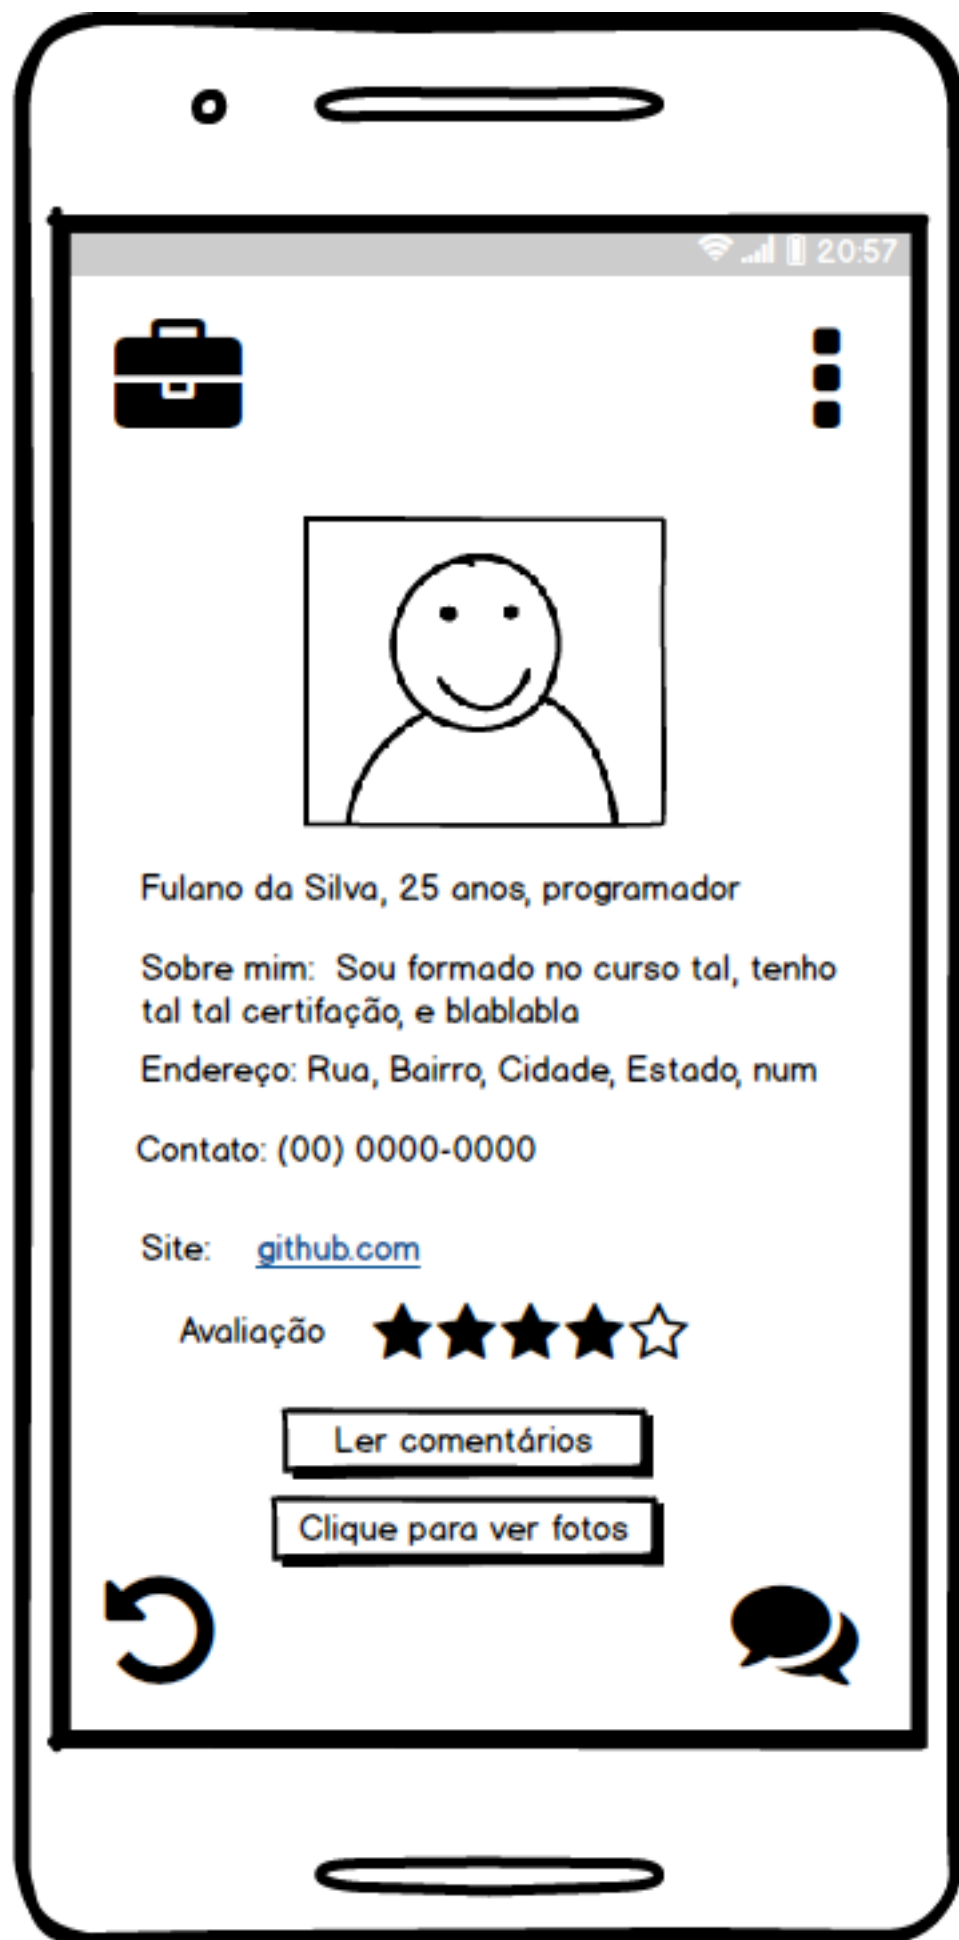 20:57
Fulano da Silva, 25 anos, programador
Sobre mim: Sou formado no curso tal, tenho
tal tal certifação, e blablabla
Endereço: Rua, Bairro, Cidade, Estado, num
Contato: (00) 0000-0000
Site: github.com
Avaliação
Ler comentários
Clique para ver fotos